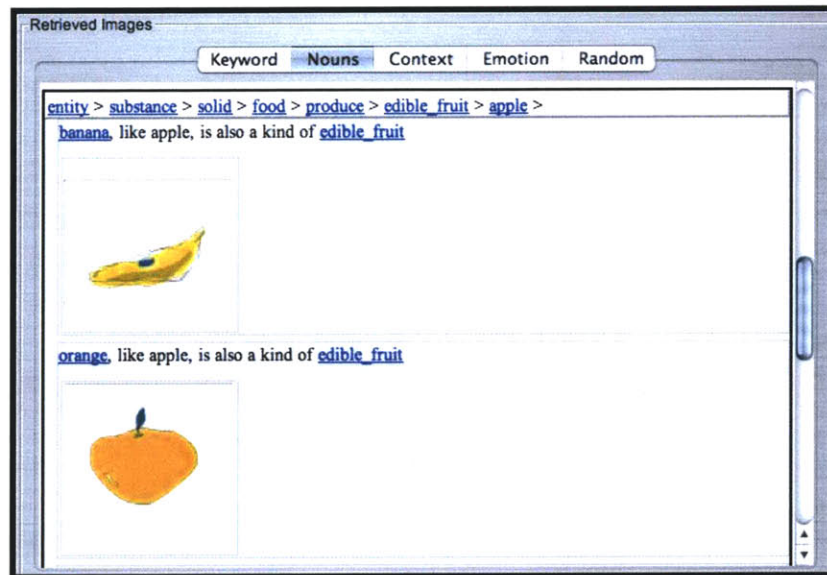 Retrieved Images
Keyword Nouns Context Emotion Random
entity > substance > solid > food > produce > edible_fruit > apple >
banana, like apple, is also a kind of edible_fruit
orange, like apple, is also a kind of edible_fruit